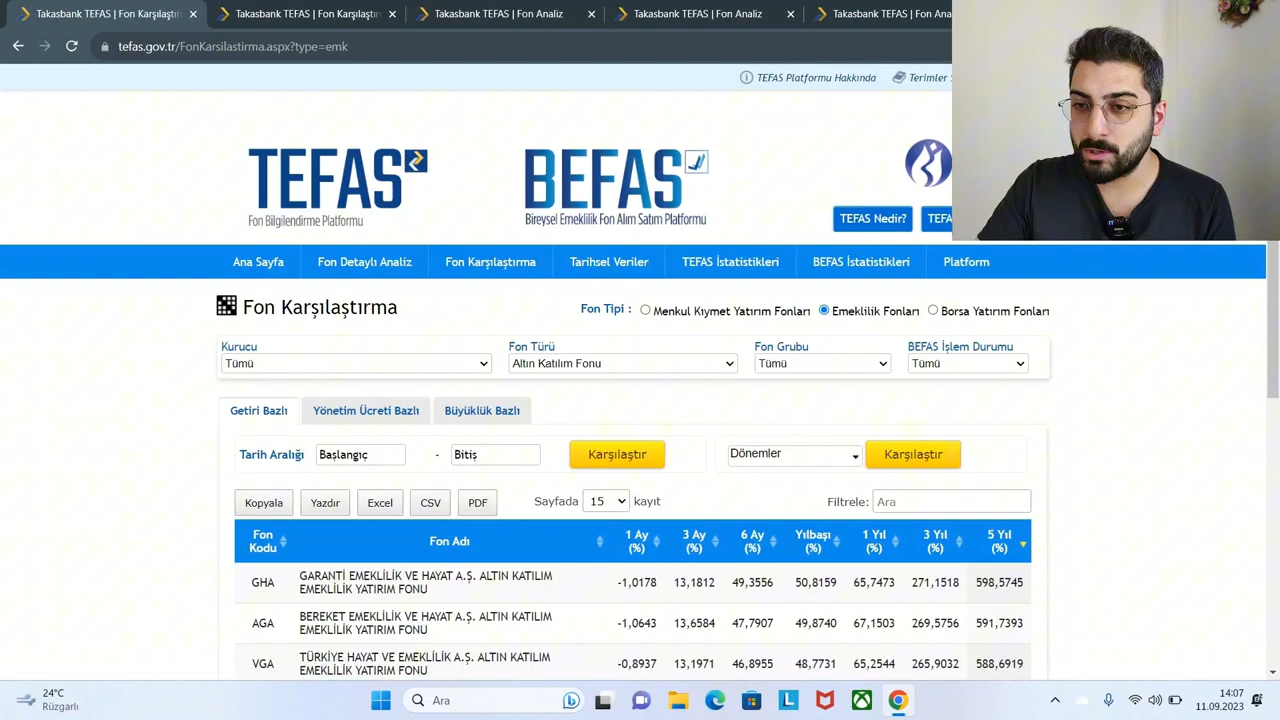 Takasbank TEFAS | Fon Karşılaştır
Takasbank TEFAS | Fon Karşılaştır
Takasbank TEFAS | Fon Analiz
Takasbank TEFAS | Fon Analiz
Takasbank TEFAS | Fon Ana
tefas.gov.tr/FonKarsilastirma.aspx?type=emk
TEFAS Platformu Hakkında
Terimler
TEFAS
Fon Bilgilendirme Platformu
BEFAS
Bireysel Emeklilik Fon Alım Satım Platformu
TEFAS Nedir?
TEFA
Ana Sayfa
Fon Detaylı Analiz
Fon Karşılaştırma
Tarihsel Veriler
TEFAS İstatistikleri
BEFAS İstatistikleri
Platform
Fon Karşılaştırma
Fon Tipi :
Menkul Kıymet Yatırım Fonları
Emeklilik Fonları
Borsa Yatırım Fonları
Kurucu
Fon Türü
Fon Grubu
BEFAS İşlem Durumu
Tümü
Altın Katılım Fonu
Tümü
Tümü
Getiri Bazlı
Yönetim Ücreti Bazlı
Büyüklük Bazlı
Tarih Aralığı
Başlangıç
-
Bitiş
Karşılaştır
Dönemler
Karşılaştır
Kopyala
Yazdır
Excel
CSV
PDF
Sayfada 15 kayıt
Filtrele: Ara
Fon Kodu
Fon Adı
1 Ay (%)
3 Ay (%)
6 Ay (%)
Yılbaşı (%)
1 Yıl (%)
3 Yıl (%)
5 Yıl (%)
GHA
GARANTİ EMEKLİLİK VE HAYAT A.Ş. ALTIN KATILIM
EMEKLİLİK YATIRIM FONU
-1,0178 13,1812 49,3556 50,8159 65,7473 271,1518 598,5745
AGA
BEREKET EMEKLİLİK VE HAYAT A.Ş. ALTIN KATILIM
EMEKLİLİK YATIRIM FONU
-1,0643 13,6584 47,7907 49,8740 67,1503 269,5756 591,7393
VGA
TÜRKİYE HAYAT VE EMEKLİLİK A.Ş. ALTIN KATILIM
EMEKLİLİK YATIRIM FONU
-0,8937 13,1971 46,8955 48,7731 65,2544 265,9032 588,6919
24°C
Rüzgarlı
Ara
14:07
11.09.2023